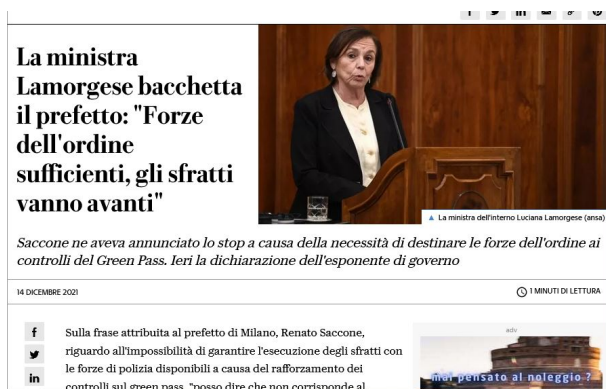 La ministra
Lamorgese bacchetta
il prefetto: "Forze
dell'ordine
sufficienti, gli sfratti
vanno avanti"
La ministra dell'interno Luciana Lamorgese (ansa)
Saccone ne aveva annunciato lo stop a causa della necessità di destinare le forze dell'ordine ai
controlli del Green Pass. Ieri la dichiarazione dell'esponente di governo
14 DICEMBRE 2021
1 MINUTI DI LETTURA
Sulla frase attribuita al prefetto di Milano, Renato Saccone,
riguardo all'impossibilità di garantire l'esecuzione degli sfratti con
le forze di polizia disponibili a causa del rafforzamento dei
controlli sul green pass, "posso dire che non corrisponde al
adv
mai pensato al noleggio ?